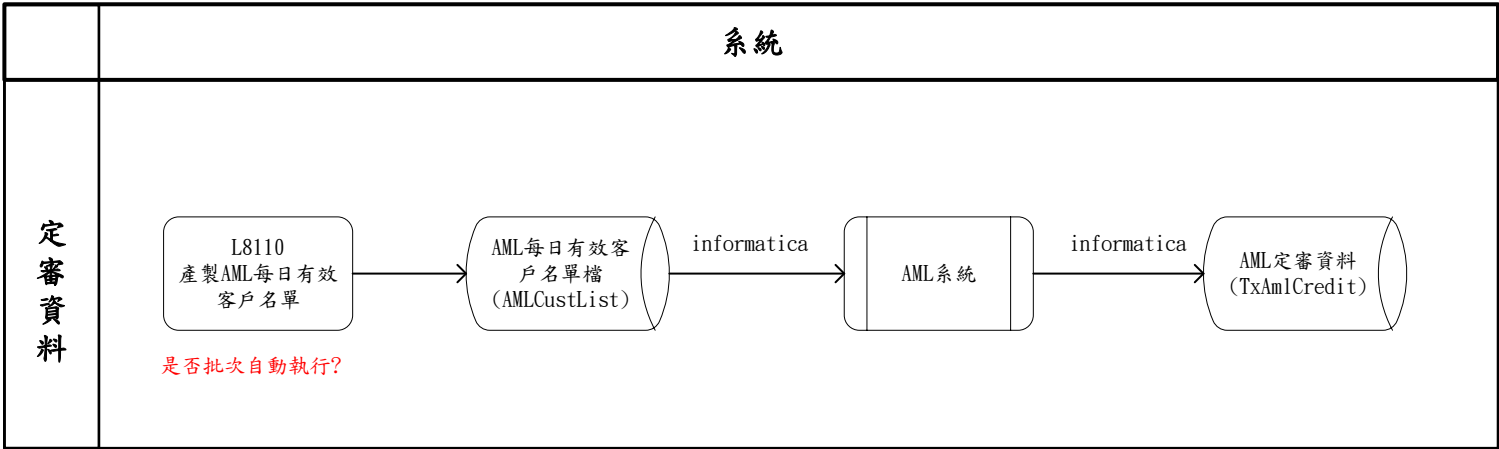 系統
定
審
資
料
L8110
產製AML每日有效
客戶名單
AML每日有效客
戶名單檔
(AMLCustList)
informatica
AML系統
informatica
AML定審資料
(TxAmlCredit)
是否批次自動執行?